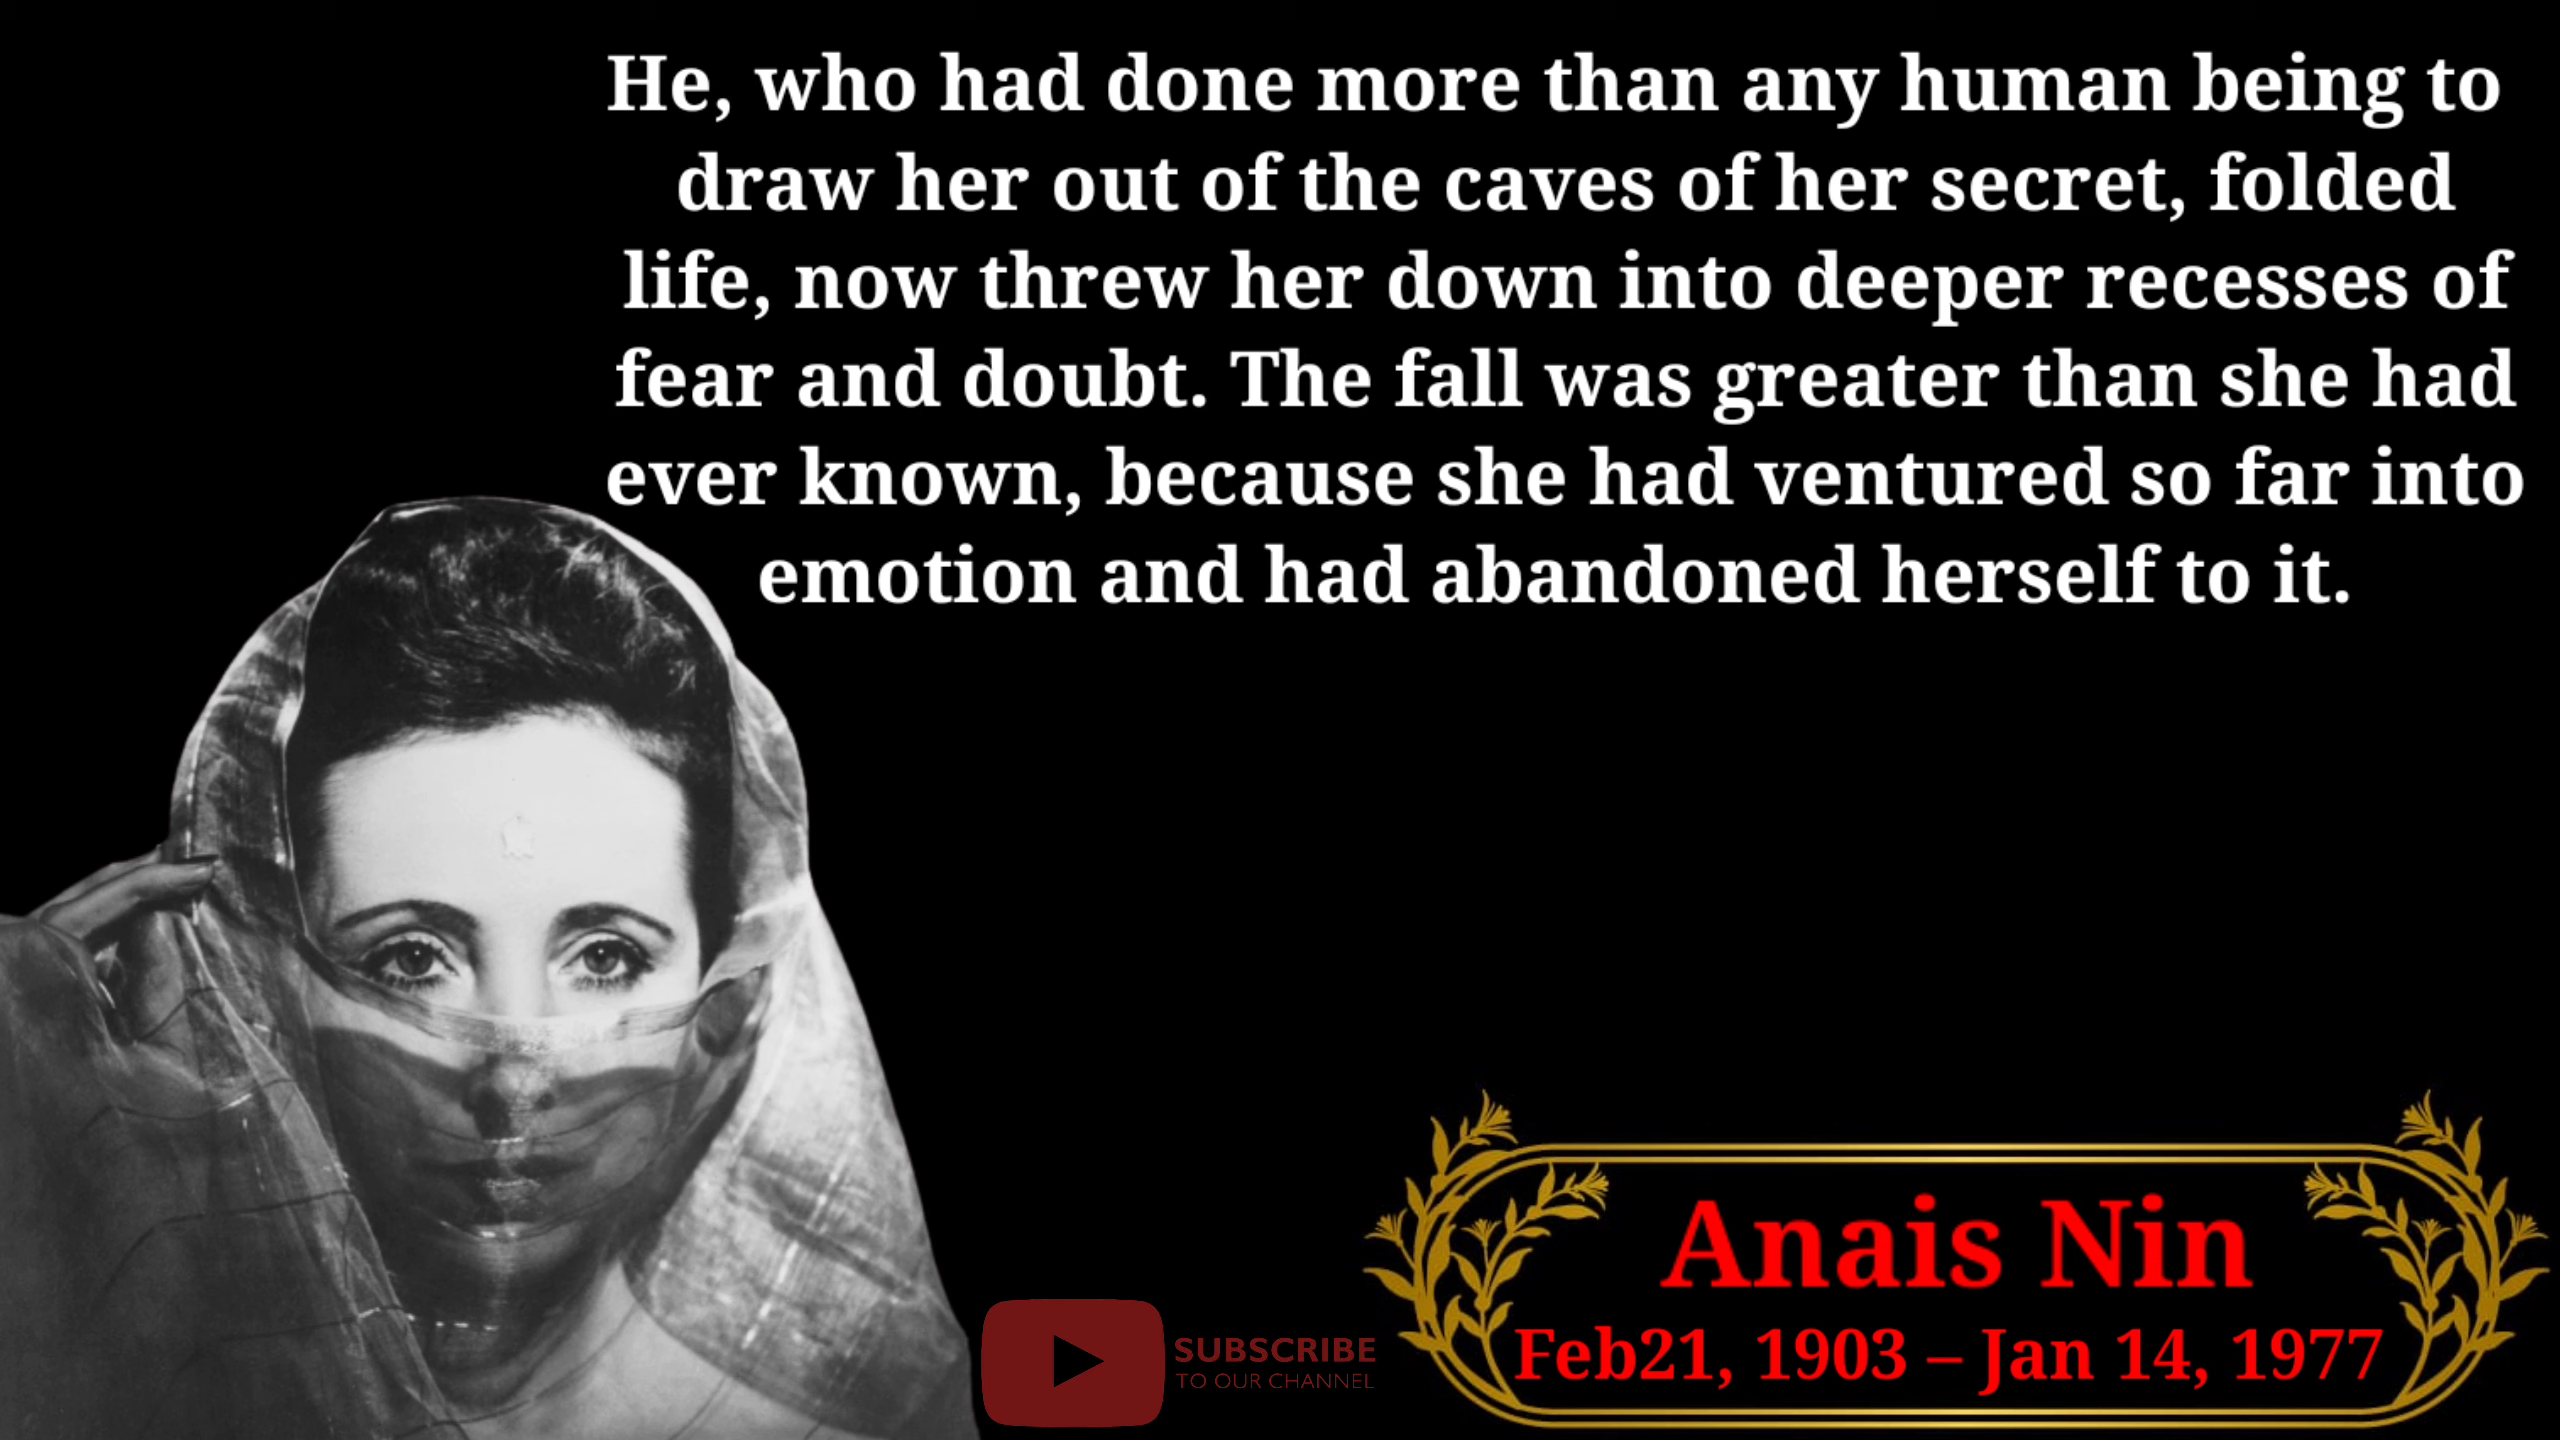 He, who had done more than any human being to
draw her out of the caves of her secret, folded
life, now threw her down into deeper recesses of
fear and doubt. The fall was greater than she had
ever known, because she had ventured so far into
emotion and had abandoned herself to it.
Anais Nin
Feb21, 1903 – Jan 14, 1977
SUBSCRIBE
TO OUR CHANNEL